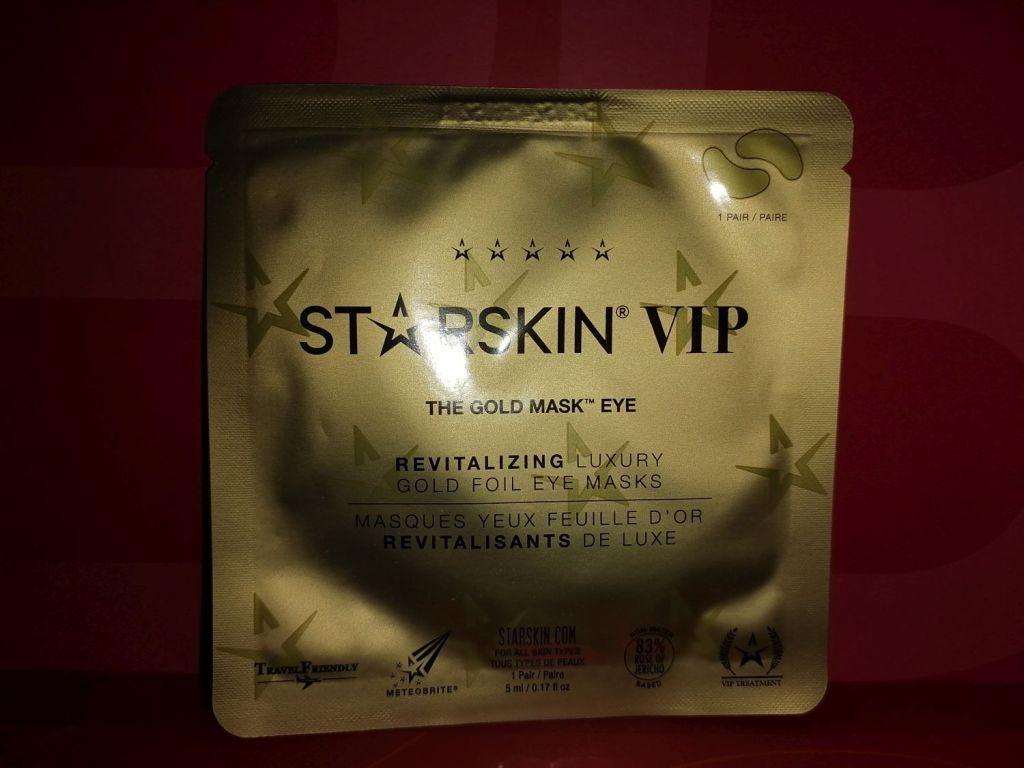 1 PAIR / PAIRE
STARSKIN® VIP
THE GOLD MASK™ EYE
REVITALIZING LUXURY
GOLD FOIL EYE MASKS
MASQUES YEUX FEUILLE D'OR
REVITALISANTS DE LUXE
TRAVEL FRIENDLY
METEOBRITE®
STARSKIN.COM
FOR ALL SKIN TYPES
TOUS TYPES DE PEAUX
1 Pair / Paire
5 ml / 0.17 fl oz
NON-WATER
83%
ROSE OF
JERICHO
BASED
VIP TREATMENT